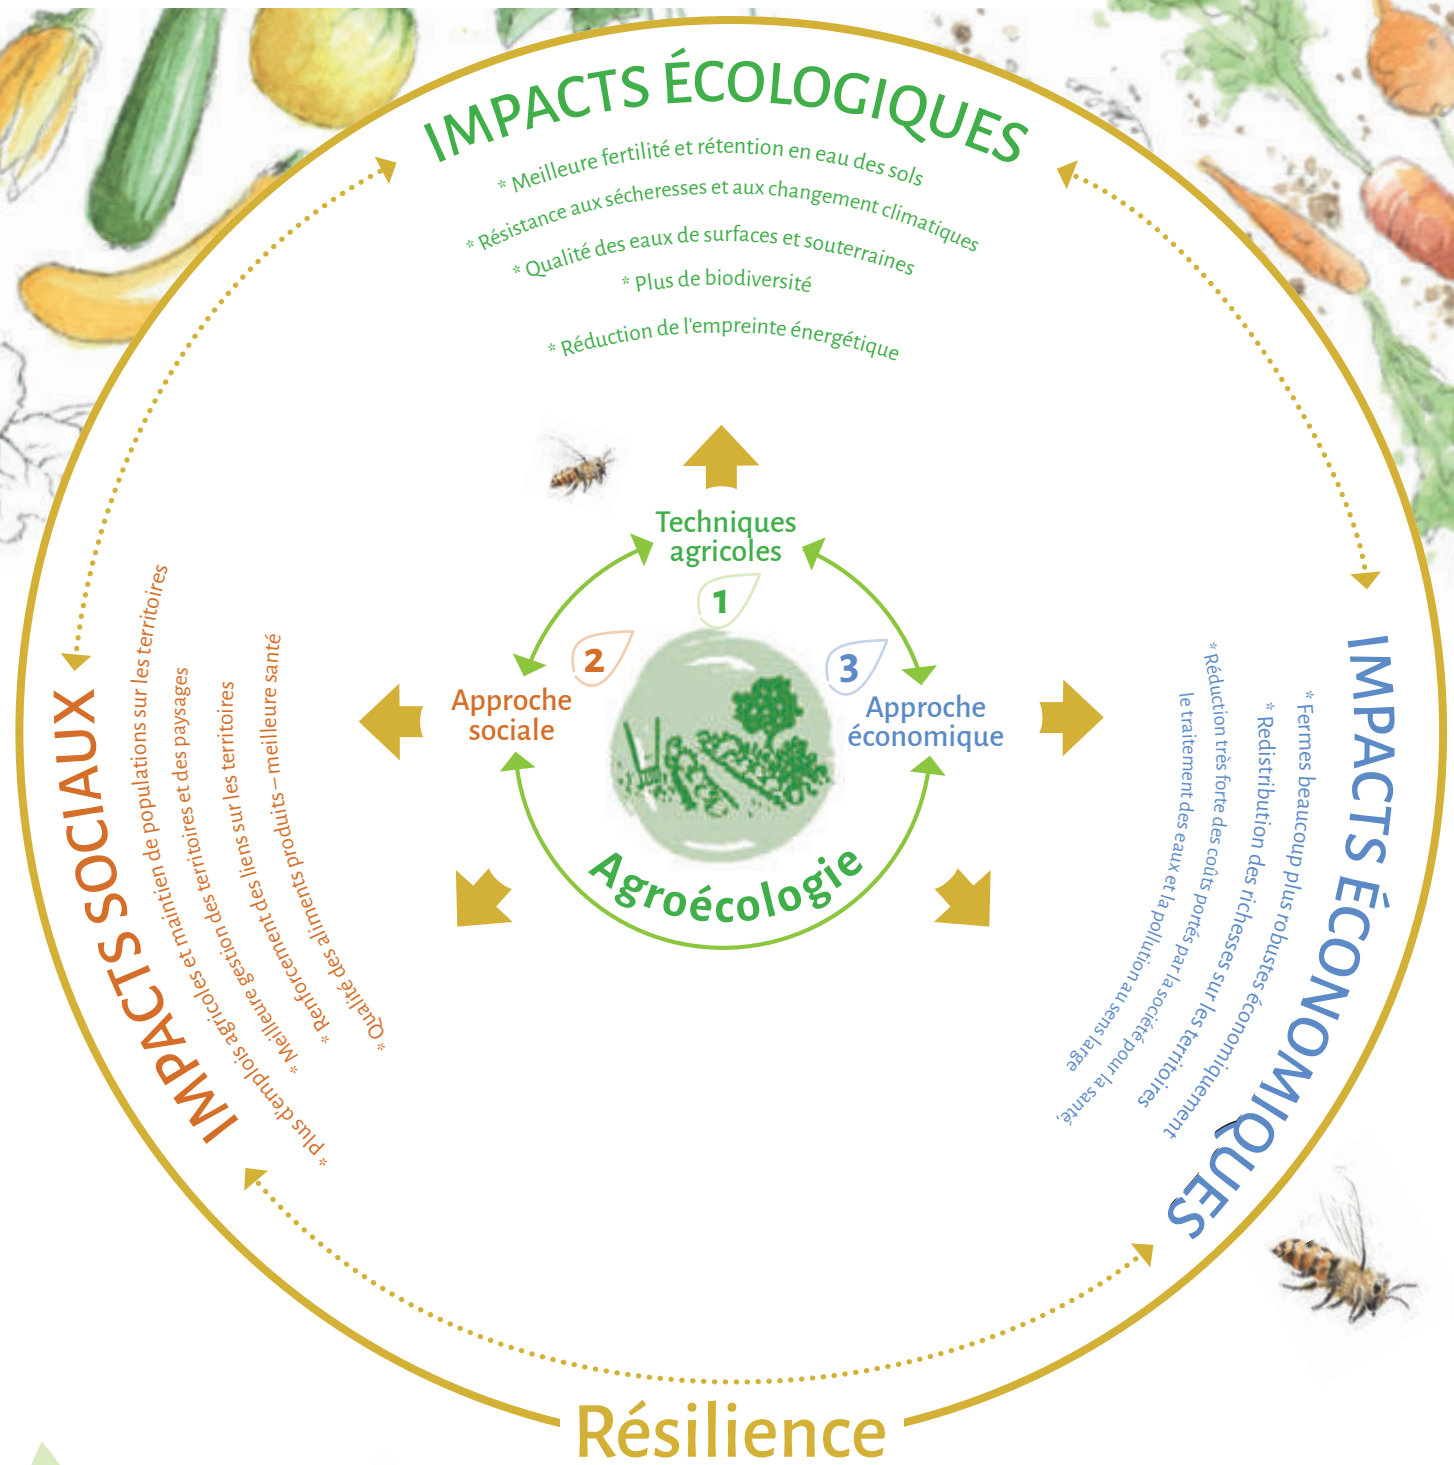 IMPACTS ÉCOLOGIQUES
* Meilleure fertilité et rétention en eau des sols
* Résistance aux sécheresses et aux changement climatiques
* Qualité des eaux de surfaces et souterraines
* Plus de biodiversité
* Réduction de l'empreinte énergétique
Techniques
agricoles
1
2
Approche
sociale
3
Approche
économique
Agroécologie
IMPACTS SOCIAUX
* Plus d'emplois agricoles et maintien de populations sur les territoires
* Meilleure gestion des territoires et des paysages
* Renforcement des liens sur les territoires
* Qualité des aliments produits – meilleure santé
IMPACTS ÉCONOMIQUES
* Fermes beaucoup plus robustes économiquement
* Redistribution des richesses sur les territoires
* Réduction très forte des coûts portés par la société pour la santé,
le traitement des eaux et la pollution au sens large
Résilience